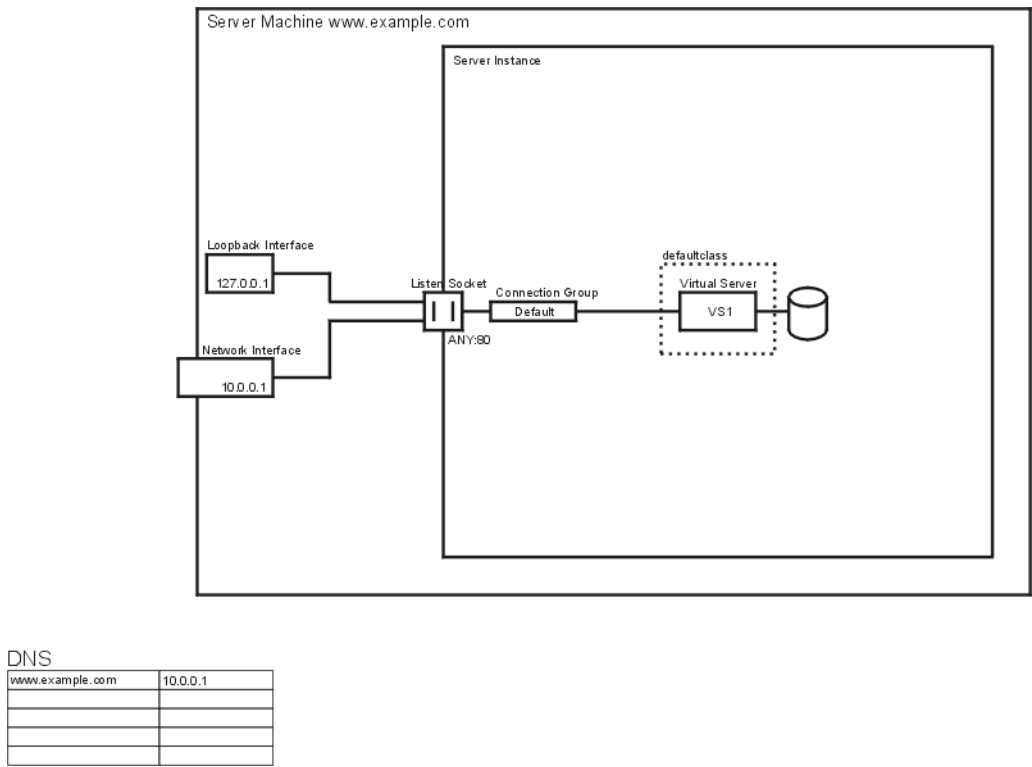 Server Machine www.example.com
Server Instance
Loopback Interface
127.0.0.1
Listen Socket
Connection Group
Default
ANY:80
defaultclass
Virtual Server
VS1
Network Interface
10.0.0.1
DNS
www.example.com 10.0.0.1